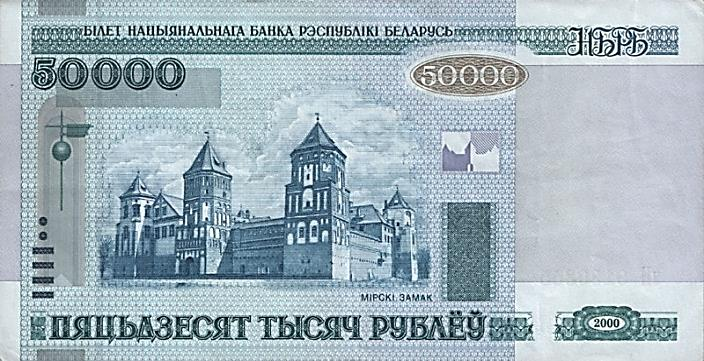 БІЛЕТ НАЦЫЯНАЛЬНАГА БАНКА РЭСПУБЛІКІ БЕЛАРУСЬ
НБРБ
50000
50000
МІРСКІ ЗАМАК
ПЯЦЬДЗЕСЯТ ТЫСЯЧ РУБЛЁЎ
2000